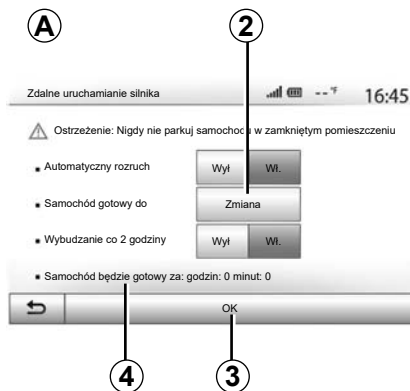 A 2
Zdalne uruchamianie silnika --°F 16:45
Ostrzeżenie: Nigdy nie parkuj samochodu w zamkniętym pomieszczeniu
Automatyczny rozruch Wył Wł.
Samochód gotowy do Zmiana
Wybudzanie co 2 godziny Wył Wł.
Samochód będzie gotowy za: godzin: 0 minut: 0
OK
4 3